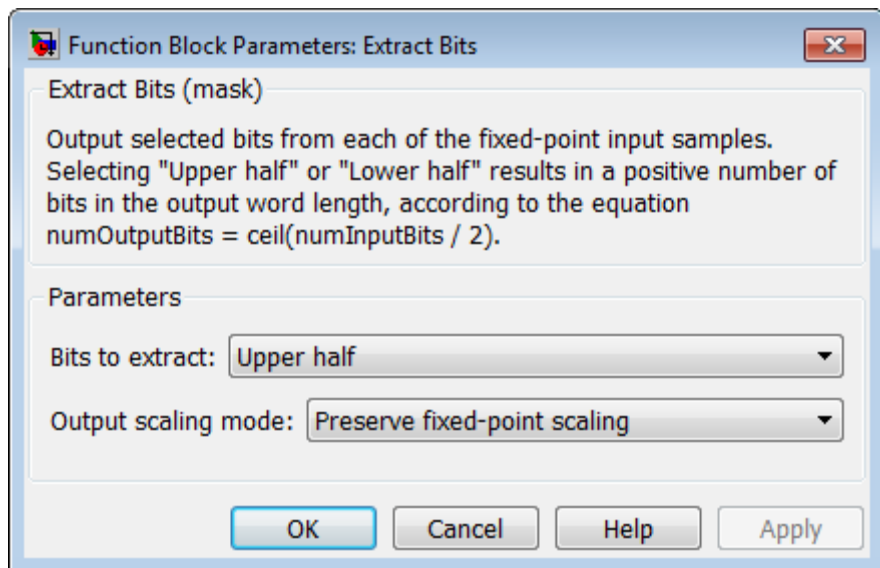 Function Block Parameters: Extract Bits
Extract Bits (mask)
Output selected bits from each of the fixed-point input samples.
Selecting "Upper half" or "Lower half" results in a positive number of
bits in the output word length, according to the equation
numOutputBits = ceil(numInputBits / 2).
Parameters
Bits to extract: Upper half
Output scaling mode: Preserve fixed-point scaling
OK Cancel Help Apply